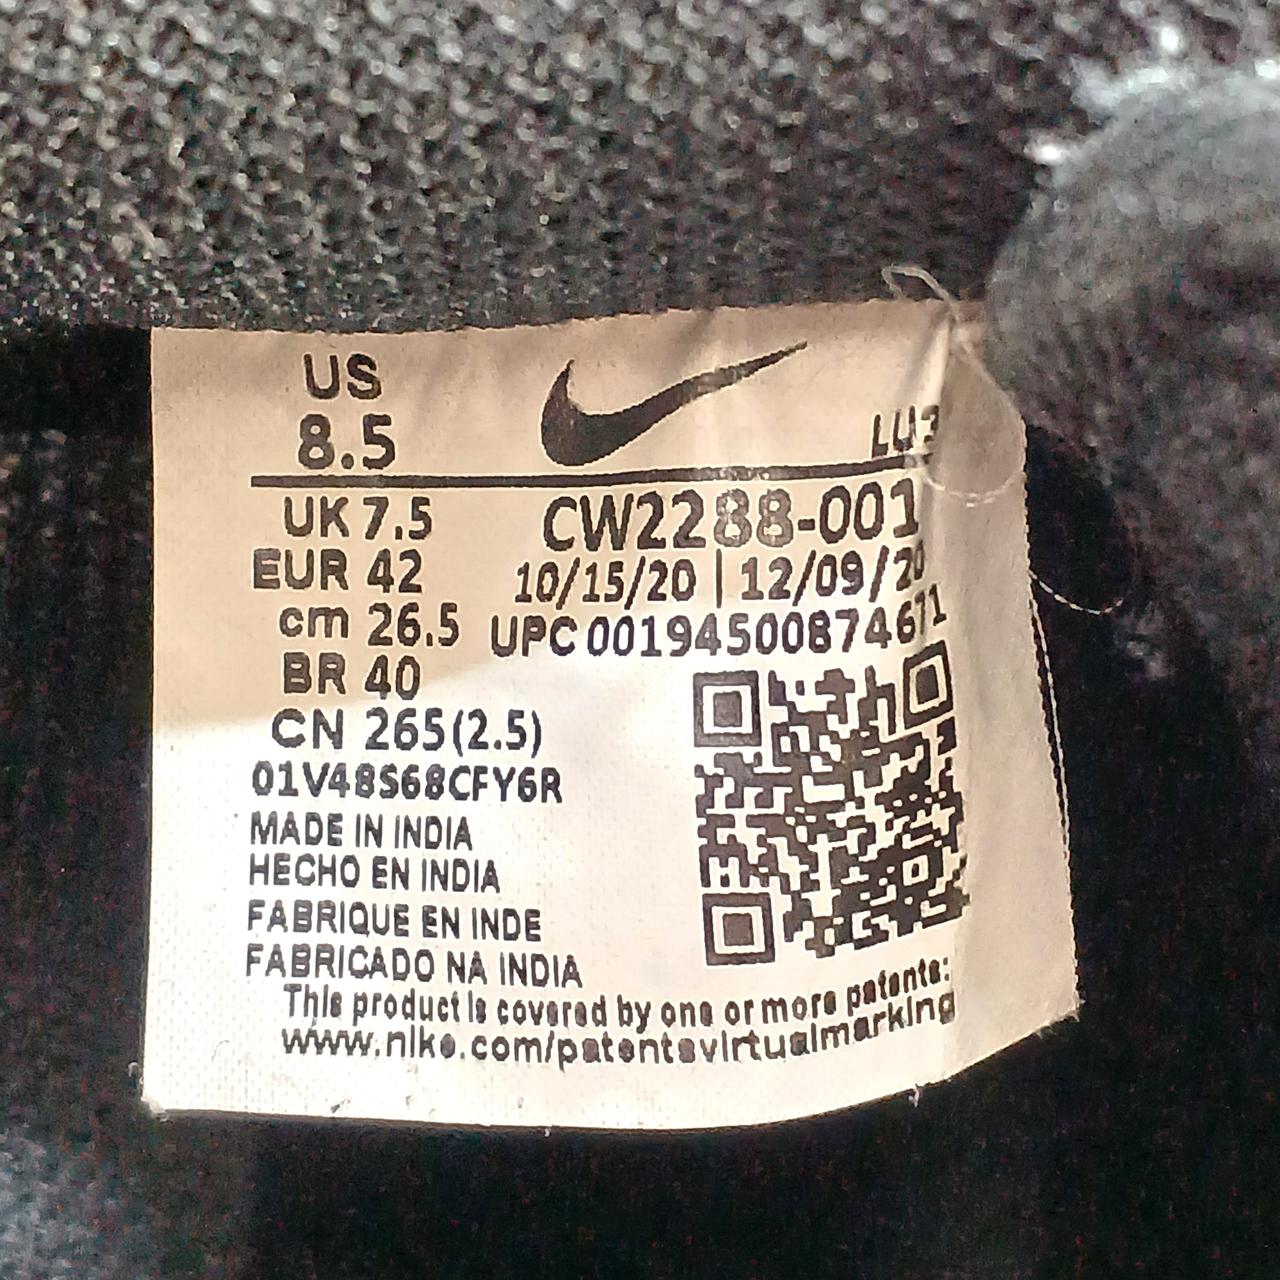 US
8.5
LU3
UK 7.5
CW2288-001
EUR 42
10/15/20 | 12/09/20
cm 26.5
UPC 00194500874671
BR 40
CN 265(2.5)
01V48S68CFY6R
MADE IN INDIA
HECHO EN INDIA
FABRIQUE EN INDE
FABRICADO NA INDIA
This product is covered by one or more patents:
www.nike.com/patentsvirtualmarking